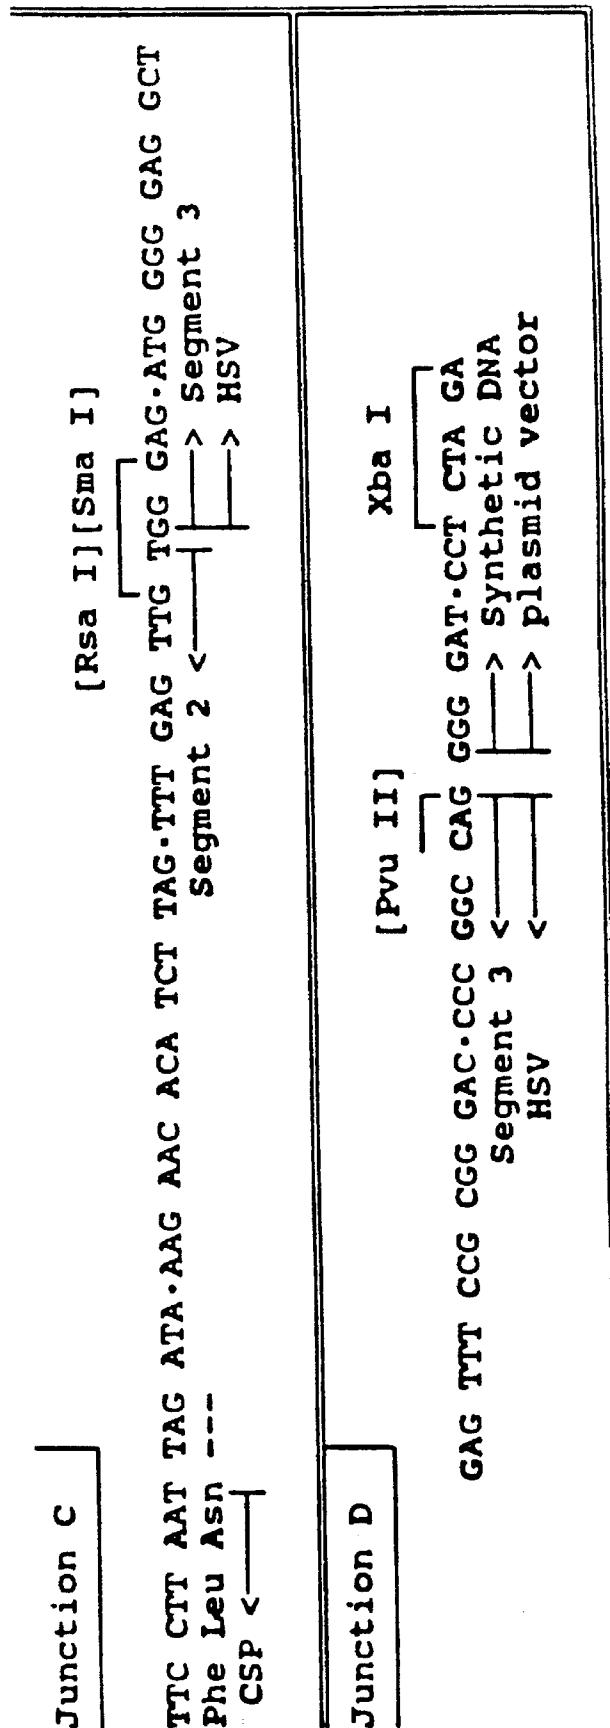 Junction C
[Rsa I][Sma I]
TTC CTT AAT TAG ATA·AAG AAC ACA TCT TAG·TTT GAG TTG TGG GAG·ATG GGG GAG GCT
Phe Leu Asn --- Segment 2 <—— ——> Segment 3
CSP <—— ——> HSV
Junction D
[Pvu II] Xba I
GAG TTT CCG CGG GAC·CCC GGC CAG GGG GAT·CCT CTA GA
Segment 3 <—— ——> Synthetic DNA
HSV <—— ——> plasmid vector